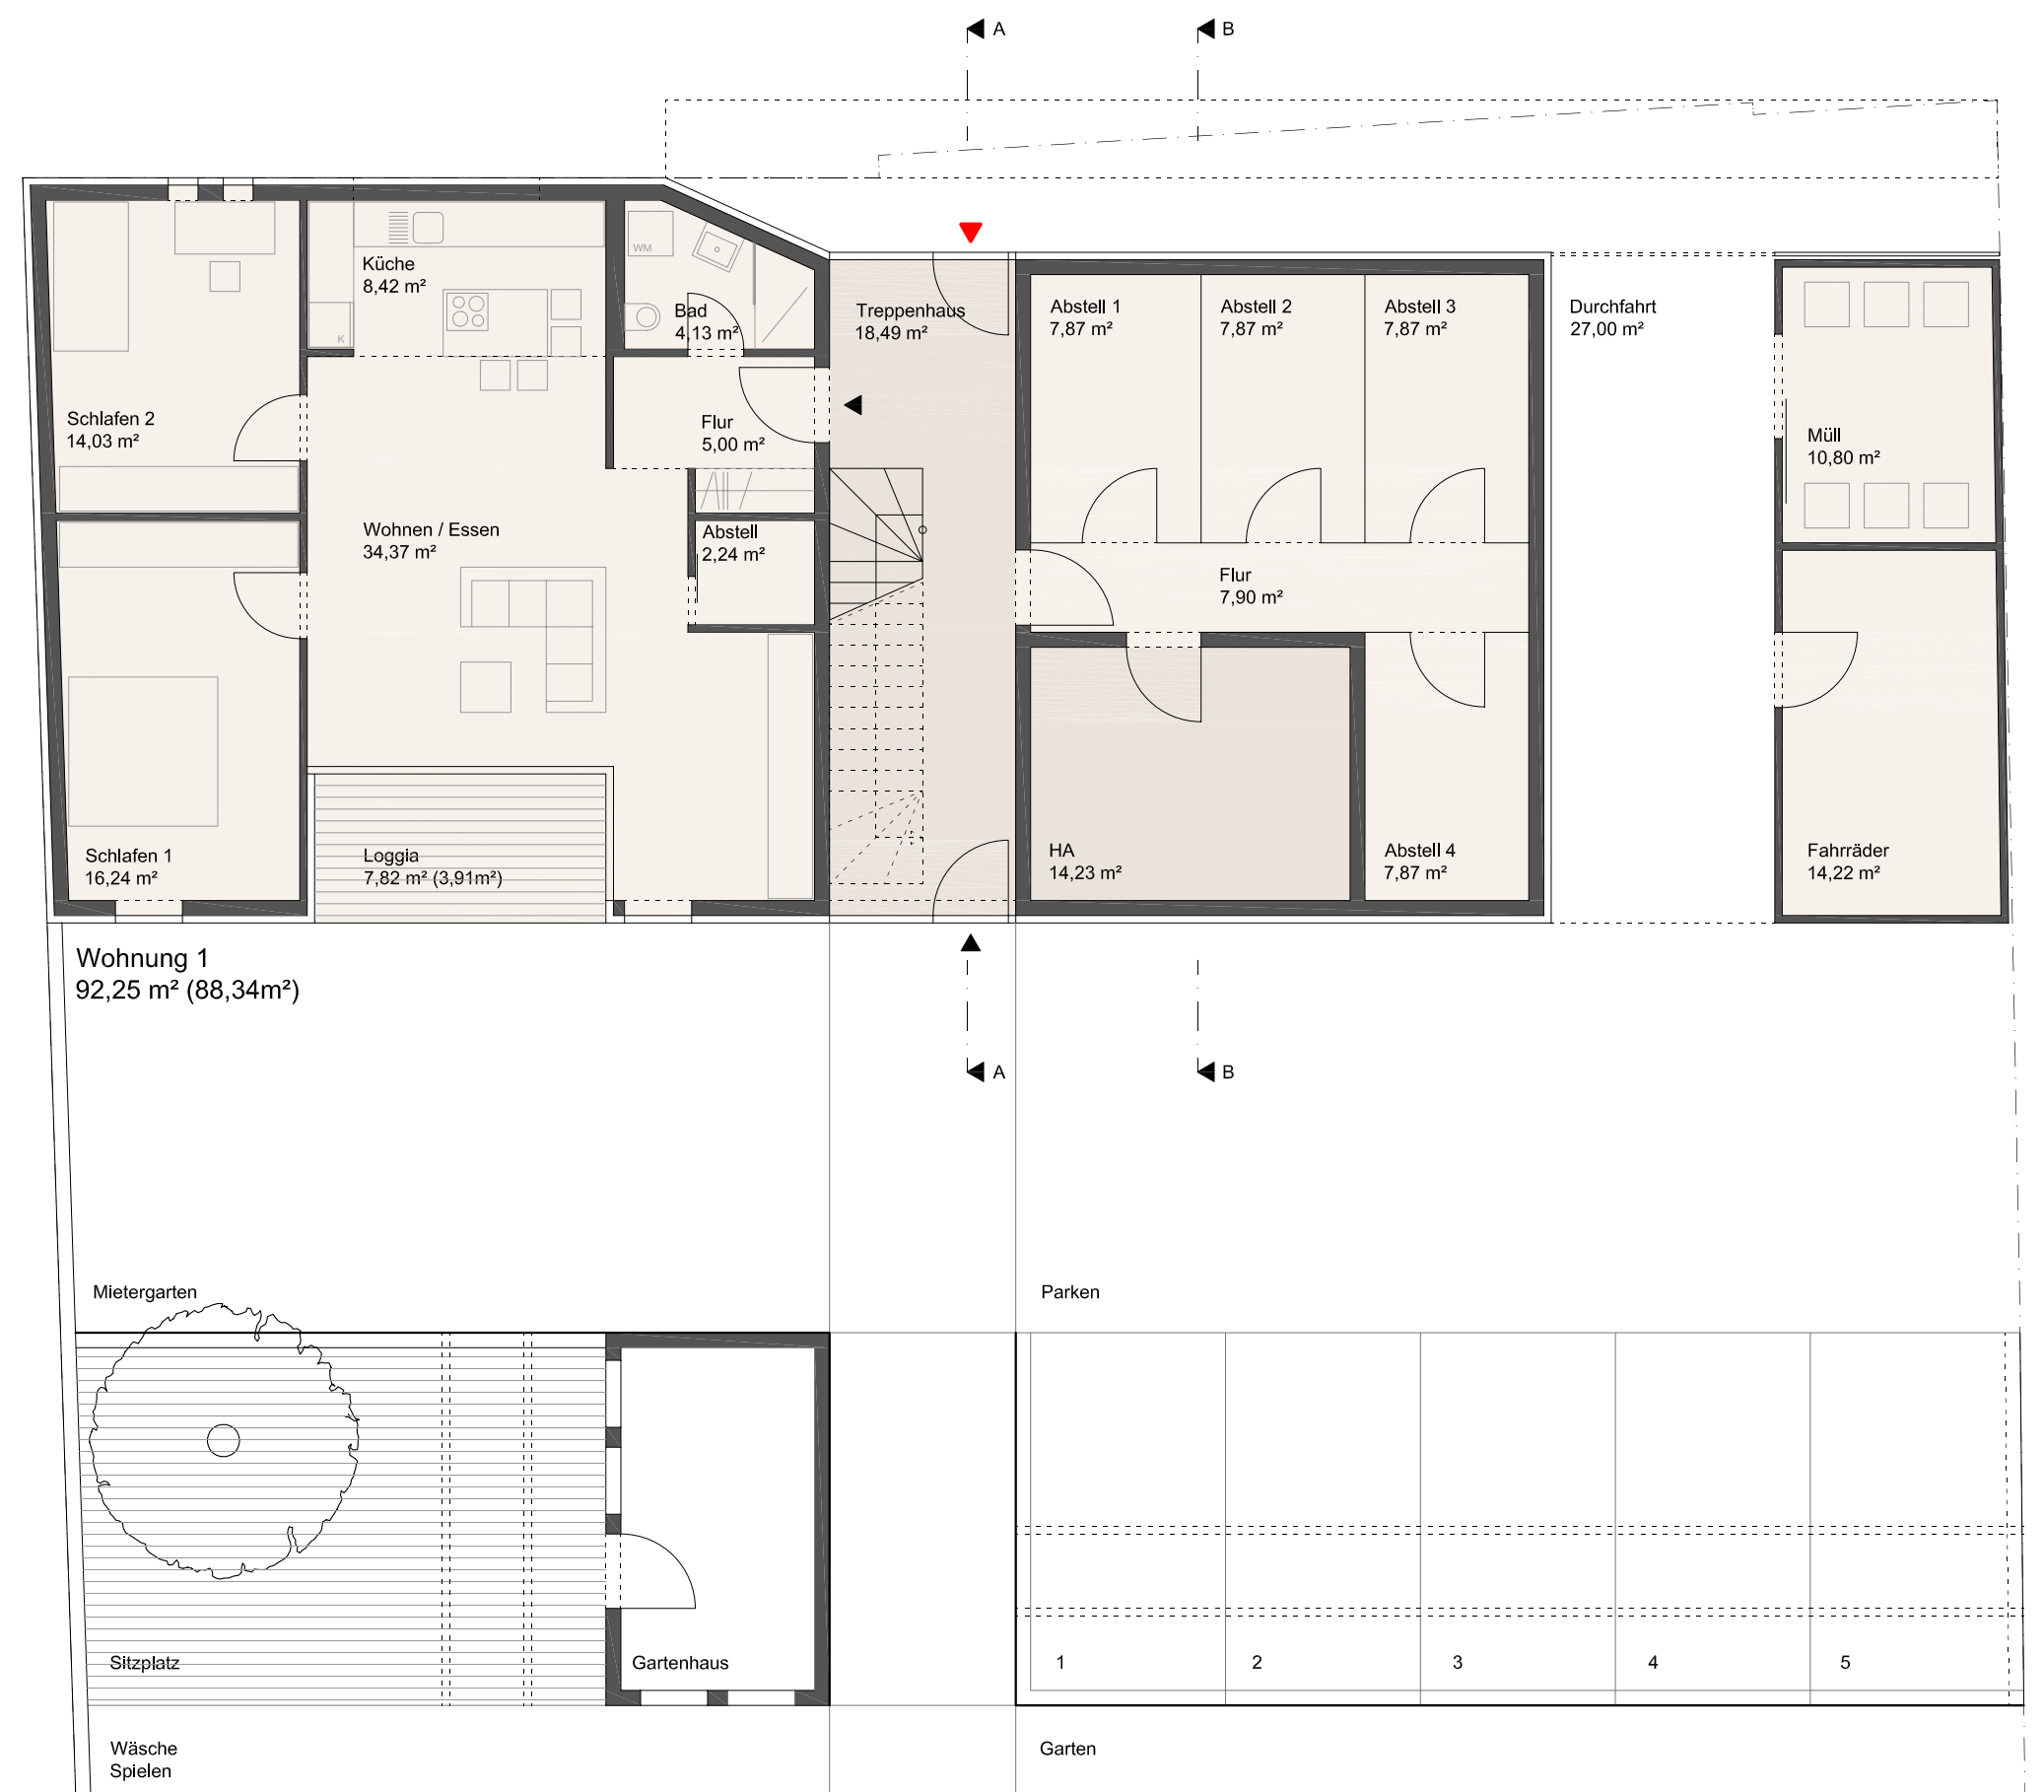 A
B
Küche
8,42 m²
WM
K
Bad
4,13 m²
Treppenhaus
18,49 m²
Abstell 1
7,87 m²
Abstell 2
7,87 m²
Abstell 3
7,87 m²
Durchfahrt
27,00 m²
Schlafen 2
14,03 m²
Flur
5,00 m²
Müll
10,80 m²
Wohnen / Essen
34,37 m²
Abstell
2,24 m²
Flur
7,90 m²
Schlafen 1
16,24 m²
Loggia
7,82 m² (3,91m²)
HA
14,23 m²
Abstell 4
7,87 m²
Fahrräder
14,22 m²
Wohnung 1
92,25 m² (88,34m²)
A
B
Mietergarten
Parken
Sitzplatz
Gartenhaus
1
2
3
4
5
Wäsche
Spielen
Garten